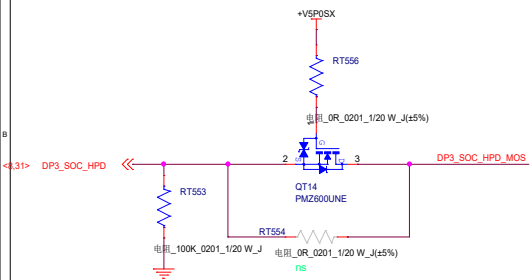 +V5P0SX
RT556
电阻_0R_0201_1/20 W_J(±5%)
B
1
G
<8,31> DP3_SOC_HPD
2
S
D
3
DP3_SOC_HPD_MOS
QT14
PMZ600UNE
RT553
RT554
电阻_100K_0201_1/20 W_J
电阻_0R_0201_1/20 W_J(±5%)
ns